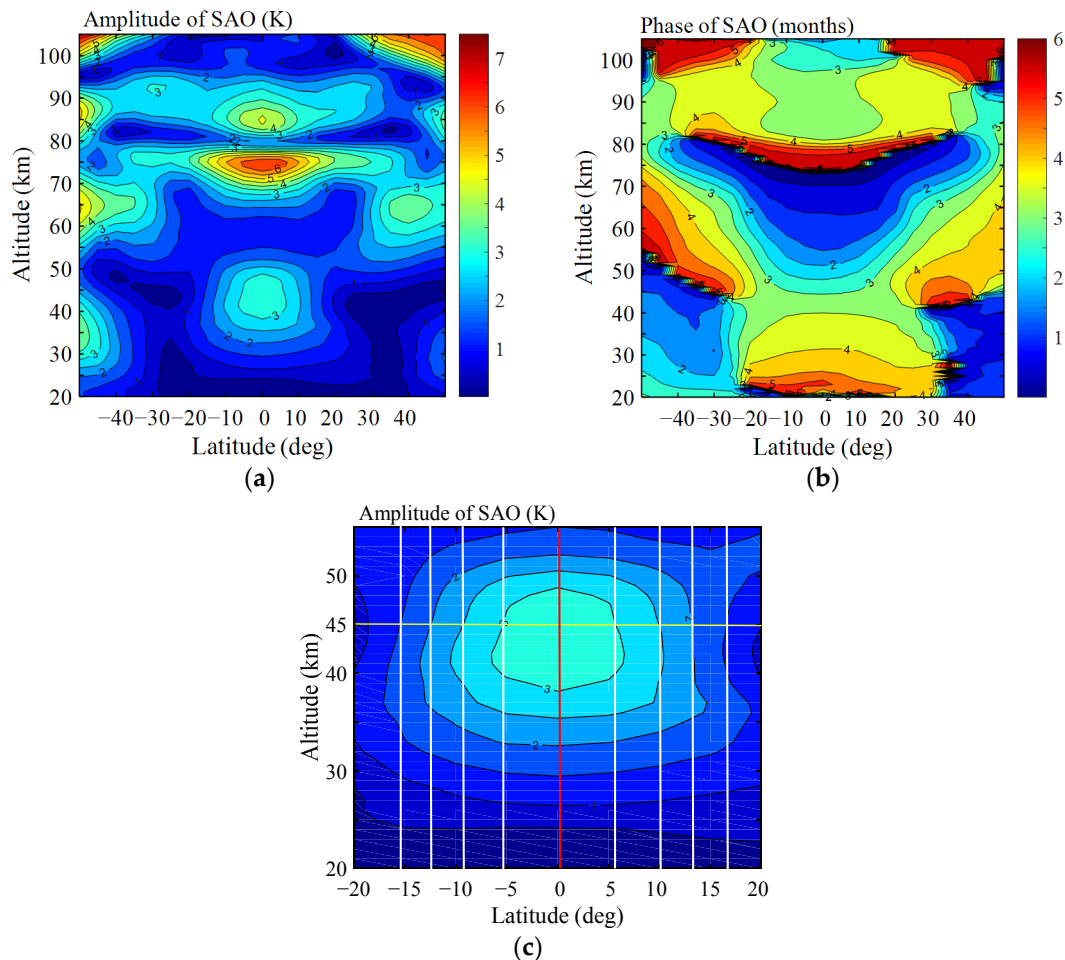 Amplitude of SAO (K)
100
90
80
70
60
50
40
30
20
Altitude (km)
−40 −30 −20 −10 0 10 20 30 40
Latitude (deg)
7
6
5
4
3
2
1
(a)
Phase of SAO (months)
100
90
80
70
60
50
40
30
20
Altitude (km)
−40 −30 −20 −10 0 10 20 30 40
Latitude (deg)
6
5
4
3
2
1
(b)
Amplitude of SAO (K)
50
45
40
30
20
Altitude (km)
−20 −15 −10 −5 0 5 10 15 20
Latitude (deg)
(c)